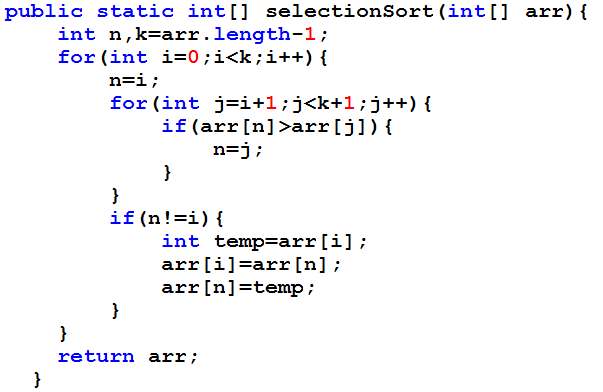 public static int[] selectionSort(int[] arr){
    int n,k=arr.length-1;
    for(int i=0;i<k;i++){
        n=i;
        for(int j=i+1;j<k+1;j++){
            if(arr[n]>arr[j]){
                n=j;
            }
        }
        if(n!=i){
            int temp=arr[i];
            arr[i]=arr[n];
            arr[n]=temp;
        }
    }
    return arr;
  }